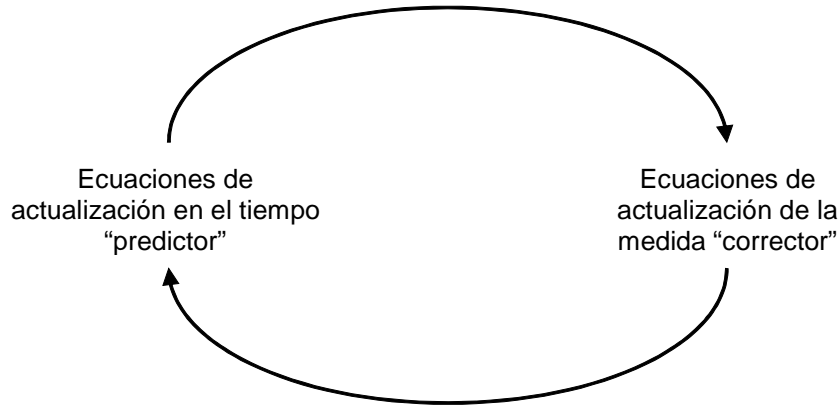 Ecuaciones de
actualización en el tiempo
“predictor”
Ecuaciones de
actualización de la
medida “corrector”